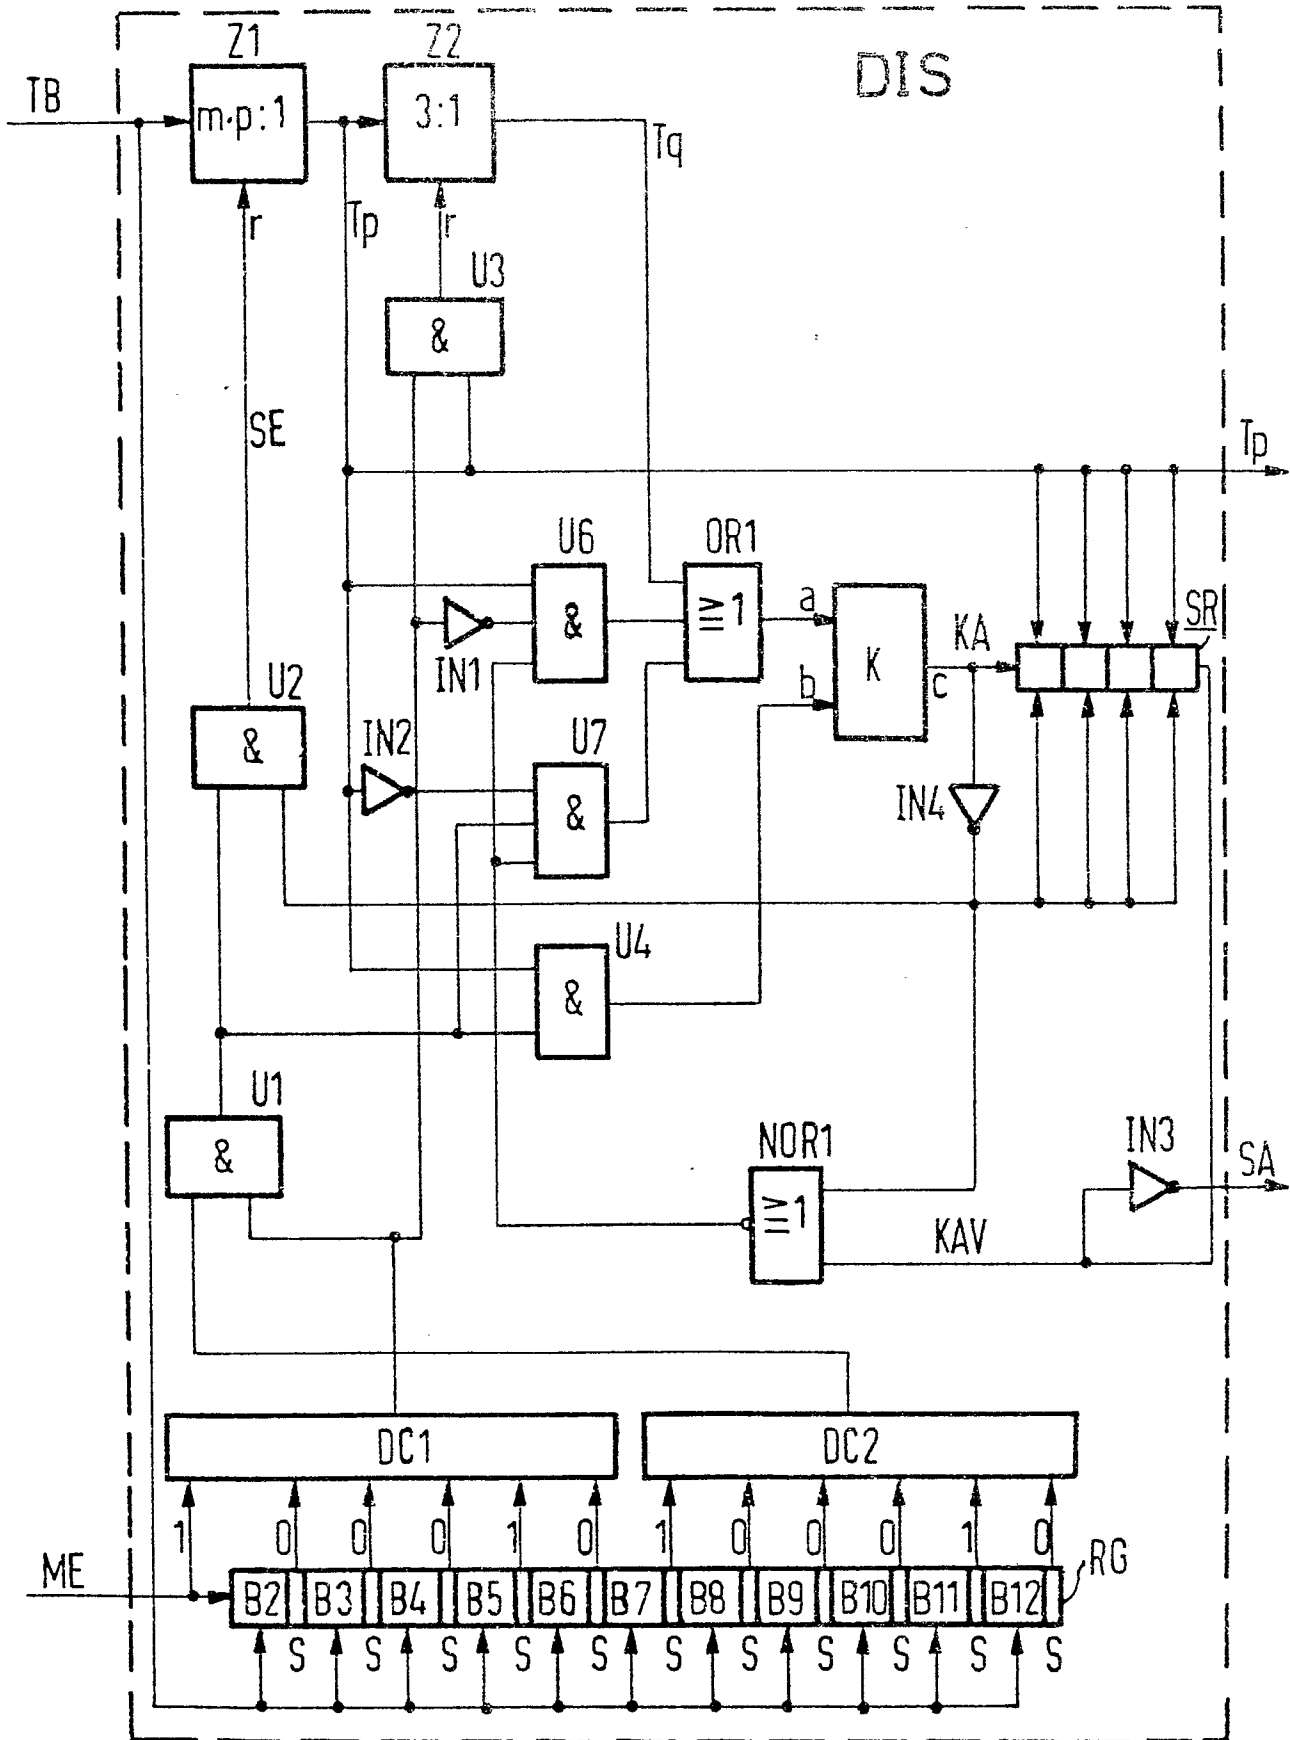 Z1
Z2
DIS
TB
m·p:1
3:1
Tq
r
Tp
r
U3
&
SE
Tp
U6
OR1
&
≥1
a
K
KA
SR
IN1
b
c
U2
&
IN2
U7
&
IN4
U4
&
U1
&
NOR1
≥1
IN3
SA
KAV
DC1
DC2
1 0 0 0 1 0 1 0 0 0 1 0
ME
B2 B3 B4 B5 B6 B7 B8 B9 B10 B11 B12
RG
S S S S S S S S S S S